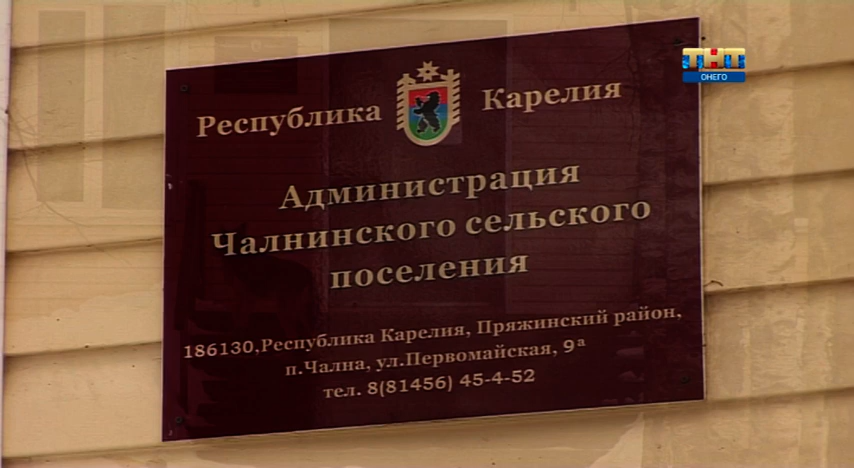 ТНТ
ОНЕГО
Республика Карелия
Администрация
Чалнинского сельского
поселения
186130,Республика Карелия, Пряжинский район,
п.Чална, ул.Первомайская, 9а
тел. 8(81456) 45-4-52